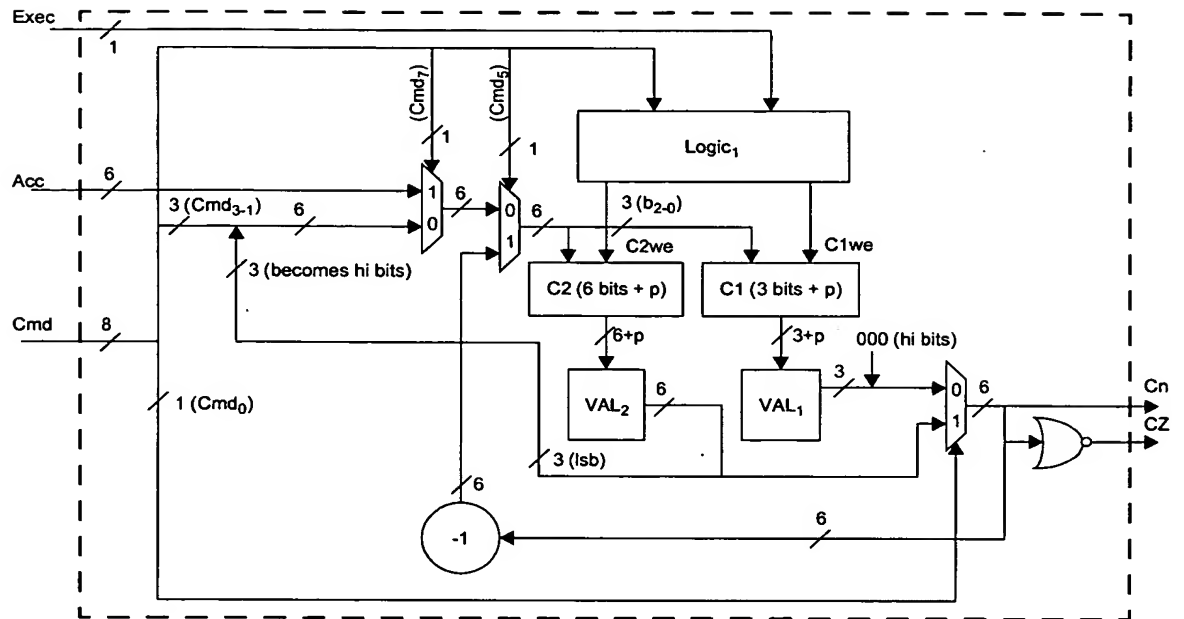 Exec
1
(Cmd7)
1
(Cmd5)
1
Logic1
Acc
6
1
0
6
0
1
6
3 (b2-0)
3 (Cmd3-1)
6
C2we
C1we
3 (becomes hi bits)
C2 (6 bits + p)
C1 (3 bits + p)
Cmd
8
6+p
3+p
000 (hi bits)
VAL2
6
VAL1
3
0
1
6
Cn
CZ
1 (Cmd0)
3 (lsb)
6
-1
6